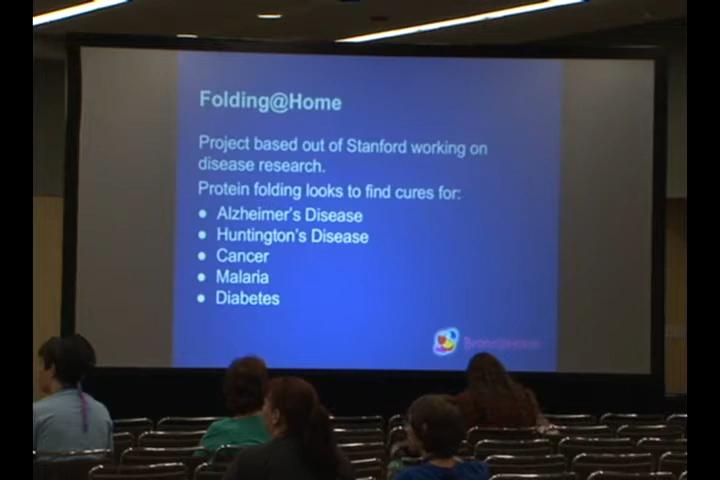 Folding@Home
Project based out of Stanford working on
disease research.
Protein folding looks to find cures for:
● Alzheimer's Disease
● Huntington's Disease
● Cancer
● Malaria
● Diabetes